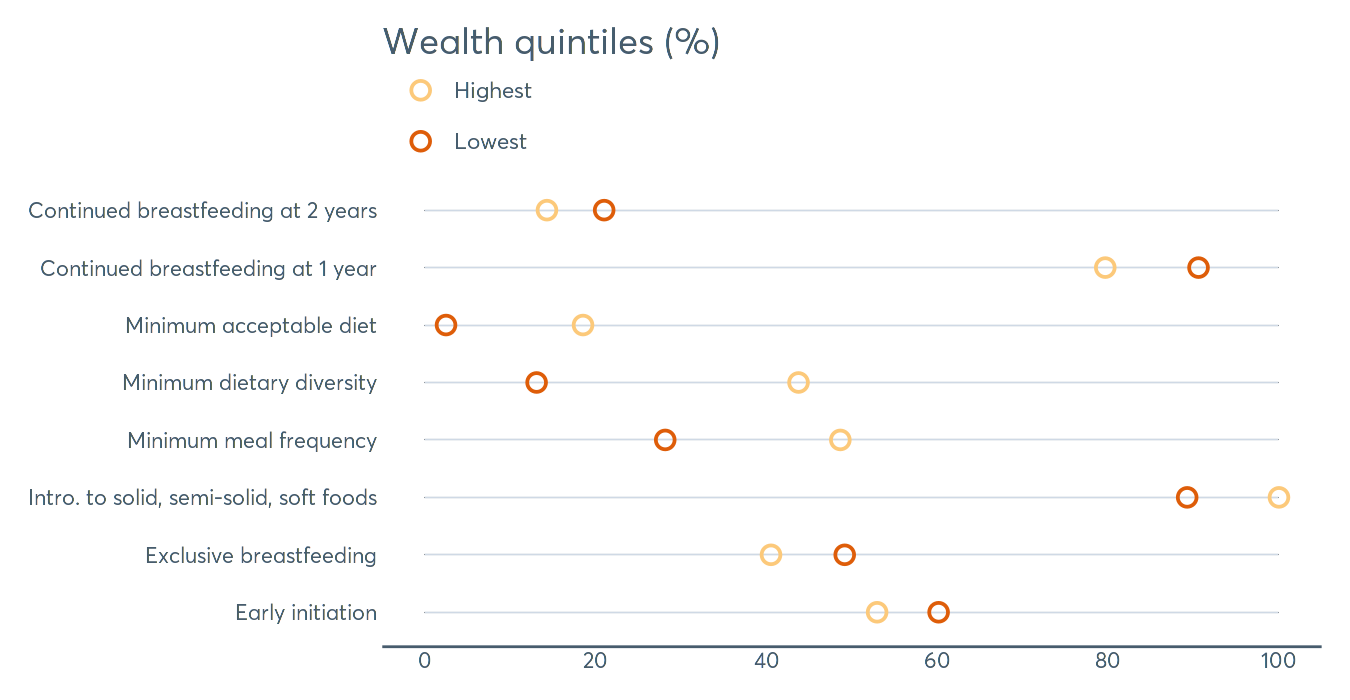 Wealth quintiles (%)
Highest
Lowest
Continued breastfeeding at 2 years
Continued breastfeeding at 1 year
Minimum acceptable diet
Minimum dietary diversity
Minimum meal frequency
Intro. to solid, semi-solid, soft foods
Exclusive breastfeeding
Early initiation
0 20 40 60 80 100